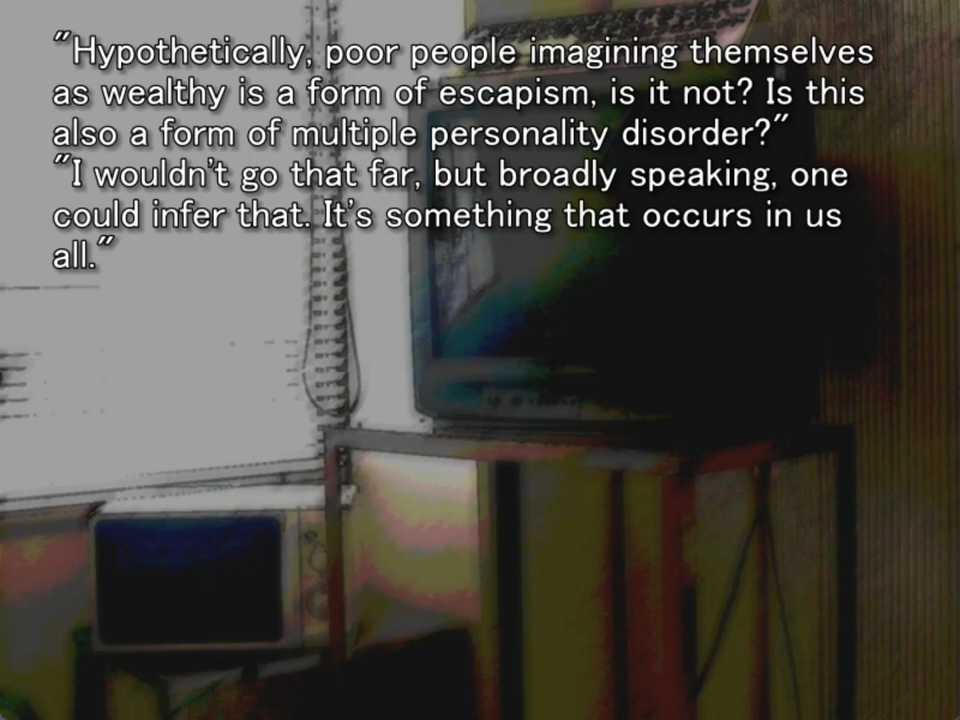 "Hypothetically, poor people imagining themselves
as wealthy is a form of escapism, is it not? Is this
also a form of multiple personality disorder?"
"I wouldn't go that far, but broadly speaking, one
could infer that. It's something that occurs in us
all."